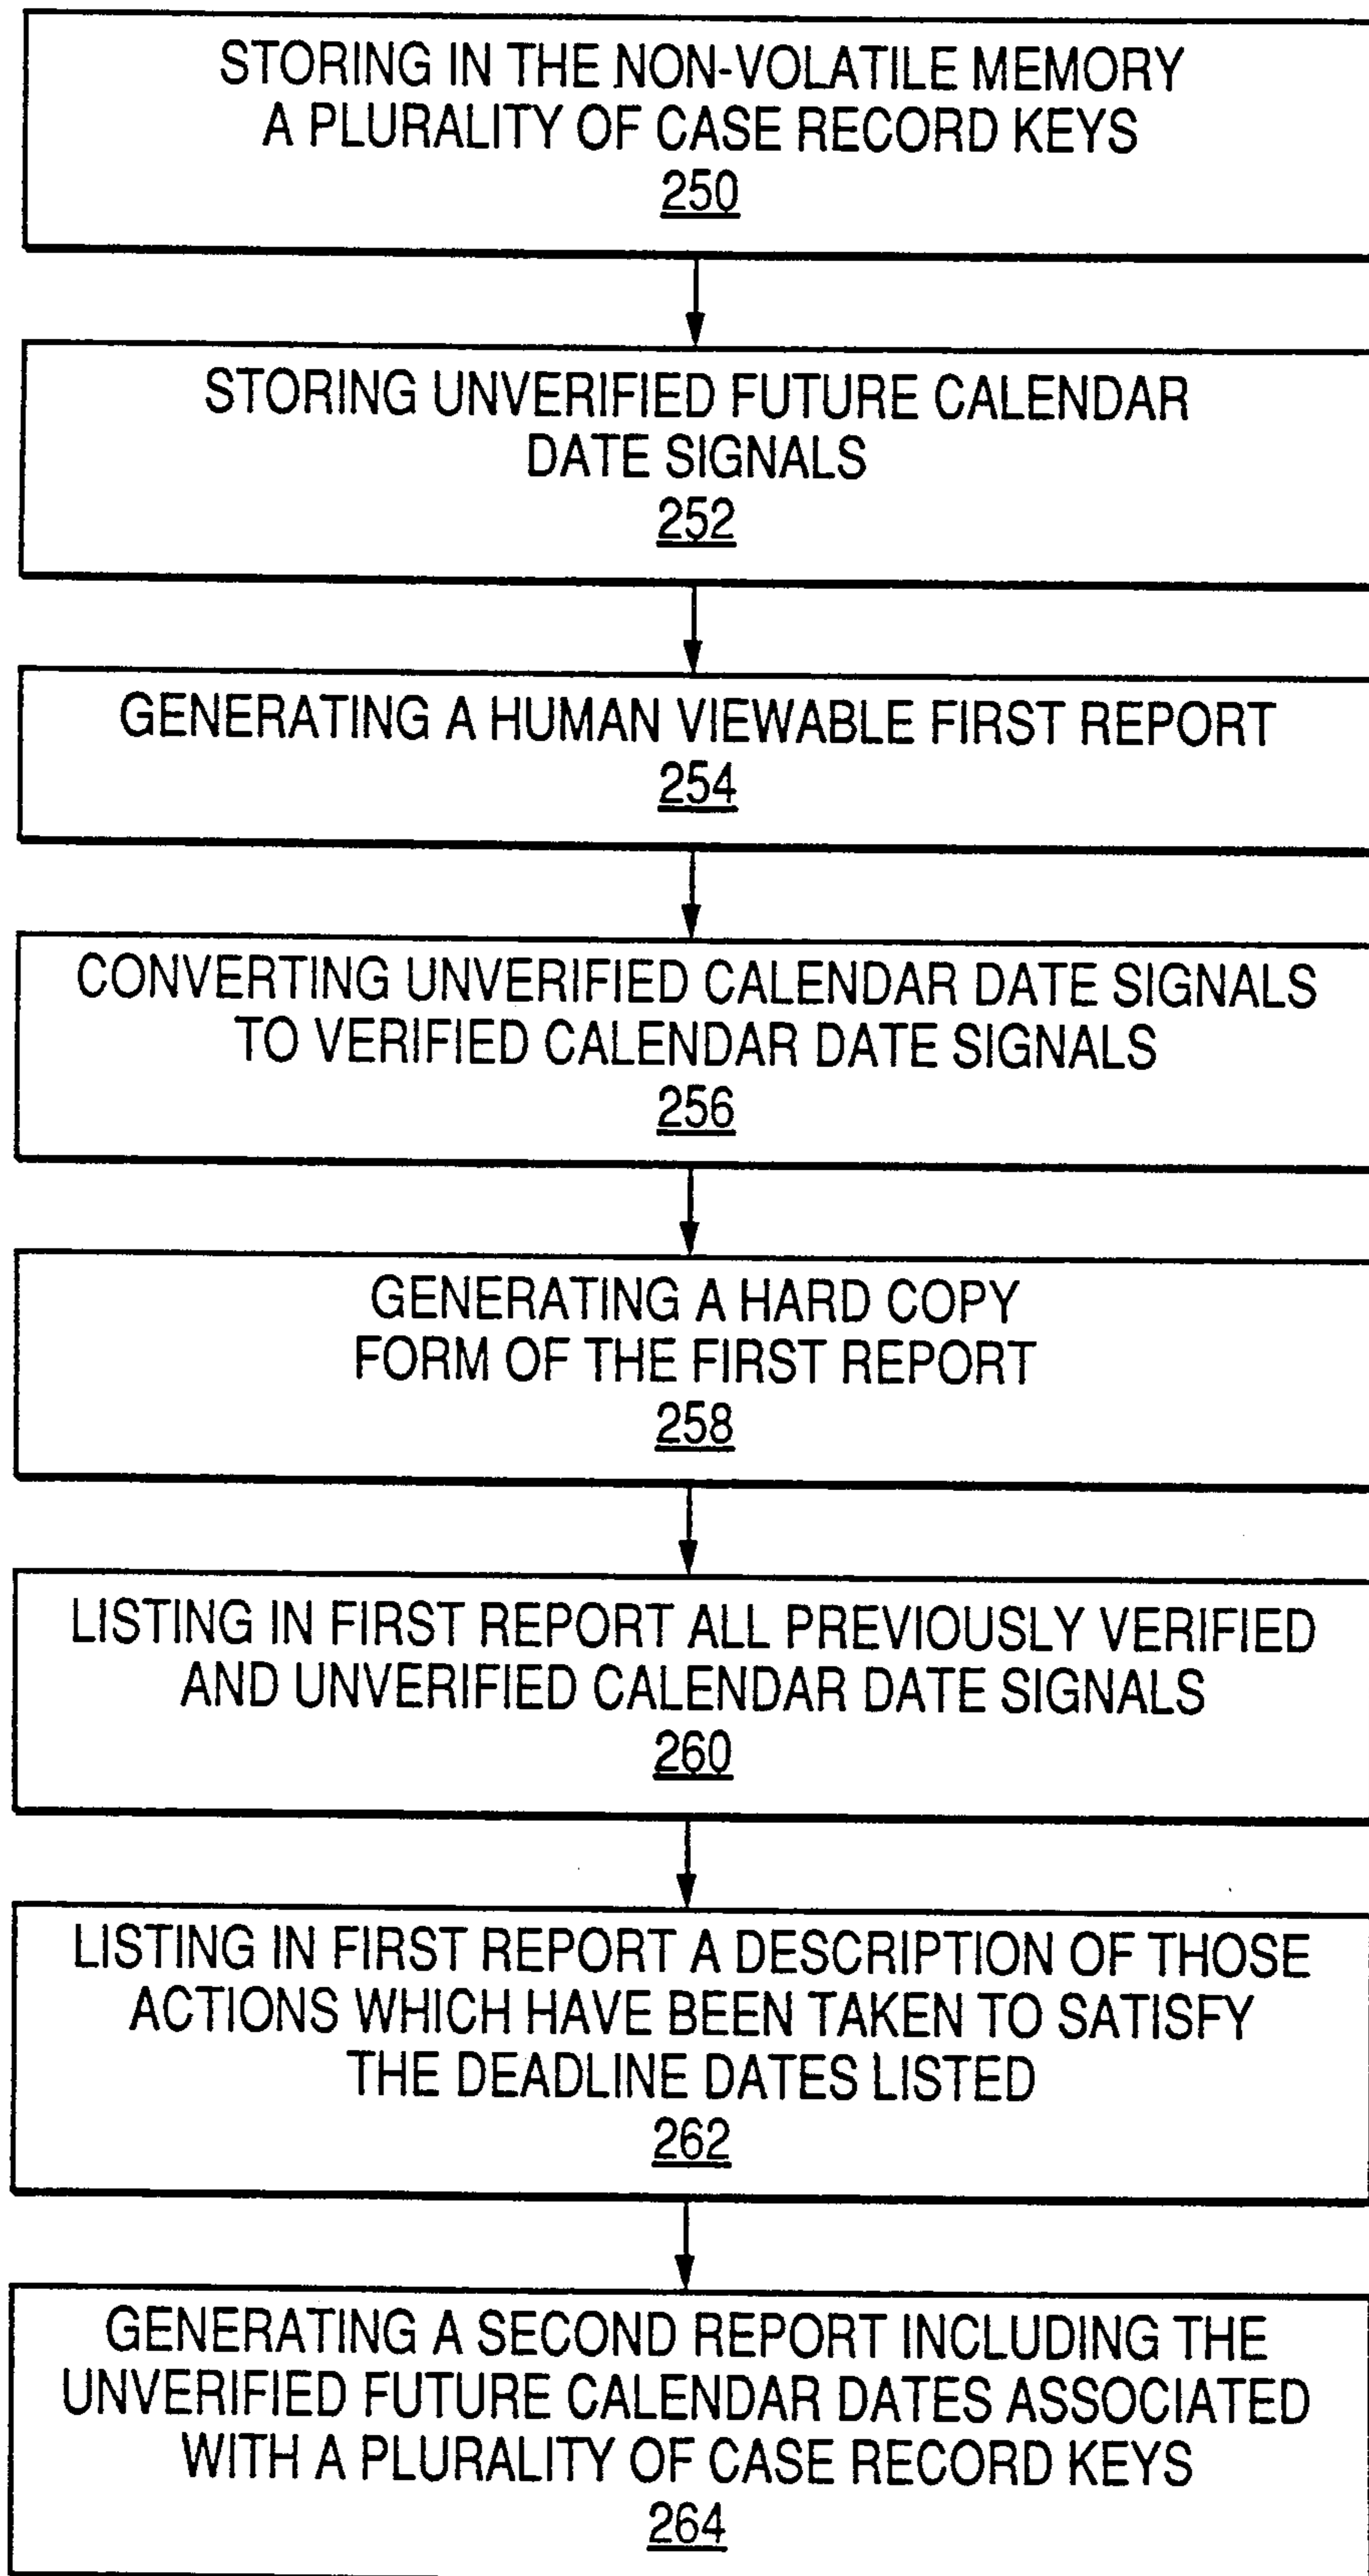 STORING IN THE NON-VOLATILE MEMORY
A PLURALITY OF CASE RECORD KEYS
250
STORING UNVERIFIED FUTURE CALENDAR
DATE SIGNALS
252
GENERATING A HUMAN VIEWABLE FIRST REPORT
254
CONVERTING UNVERIFIED CALENDAR DATE SIGNALS
TO VERIFIED CALENDAR DATE SIGNALS
256
GENERATING A HARD COPY
FORM OF THE FIRST REPORT
258
LISTING IN FIRST REPORT ALL PREVIOUSLY VERIFIED
AND UNVERIFIED CALENDAR DATE SIGNALS
260
LISTING IN FIRST REPORT A DESCRIPTION OF THOSE
ACTIONS WHICH HAVE BEEN TAKEN TO SATISFY
THE DEADLINE DATES LISTED
262
GENERATING A SECOND REPORT INCLUDING THE
UNVERIFIED FUTURE CALENDAR DATES ASSOCIATED
WITH A PLURALITY OF CASE RECORD KEYS
264